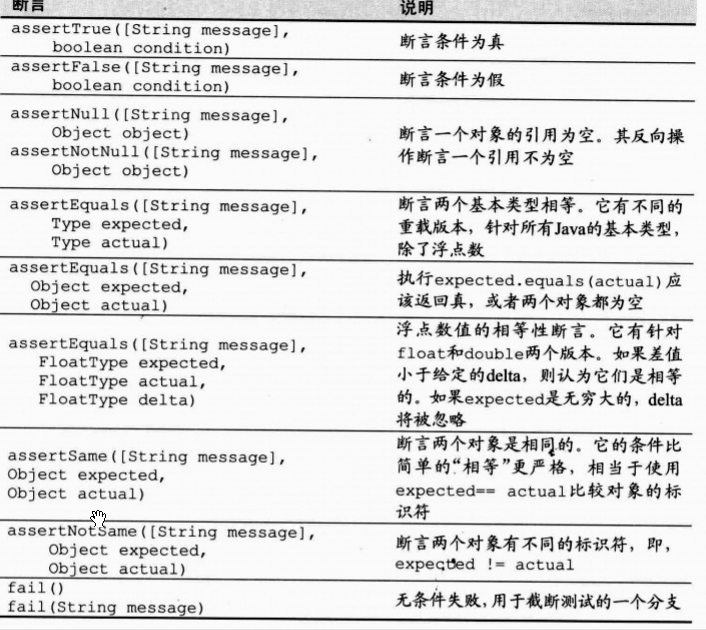 断言 说明
assertTrue([String message],
boolean condition)
断言条件为真
assertFalse([String message],
boolean condition)
断言条件为假
assertNull([String message],
Object object)
assertNotNull([String message],
Object object)
断言一个对象的引用为空。其反向操
作断言一个引用不为空
assertEquals([String message],
Type expected,
Type actual)
断言两个基本类型相等。它有不同的
重载版本，针对所有Java的基本类型，
除了浮点数
assertEquals([String message],
Object expected,
Object actual)
执行expected.equals(actual)应
该返回真，或者两个对象都为空
assertEquals([String message],
FloatType expected,
FloatType actual,
FloatType delta)
浮点数值的相等性断言。它有针对
float和double两个版本。如果差值
小于给定的delta，则认为它们是相等
的。如果expected是无穷大的，delta
将被忽略
assertSame([String message],
Object expected,
Object actual)
断言两个对象是相同的。它的条件比
简单的“相等”更严格，相当于使用
expected== actual比较对象的标
识符
assertNotSame([String message],
Object expected,
Object actual)
断言两个对象有不同的标识符，即，
expected != actual
fail()
fail(String message)
无条件失败，用于截断测试的一个分支